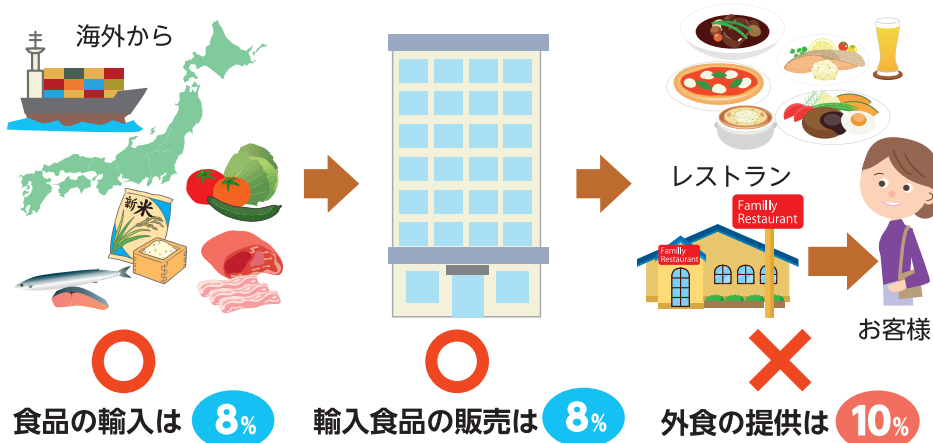 海外から
新米
レストラン
Familly
Restaurant
Familly
Restaurant
お客様
食品の輸入は 8%
輸入食品の販売は 8%
外食の提供は 10%